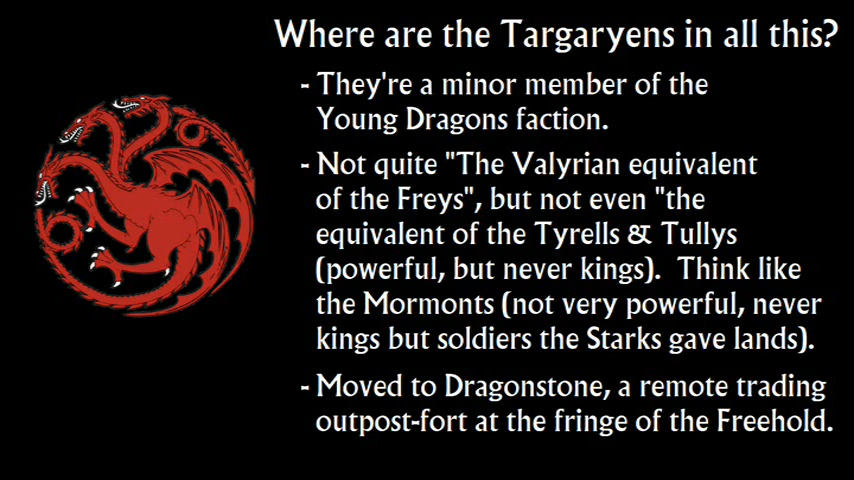 Where are the Targaryens in all this?
- They're a minor member of the
Young Dragons faction.
- Not quite "The Valyrian equivalent
of the Freys", but not even "the
equivalent of the Tyrells & Tullys
(powerful, but never kings).  Think like
the Mormonts (not very powerful, never
kings but soldiers the Starks gave lands).
- Moved to Dragonstone, a remote trading
outpost-fort at the fringe of the Freehold.